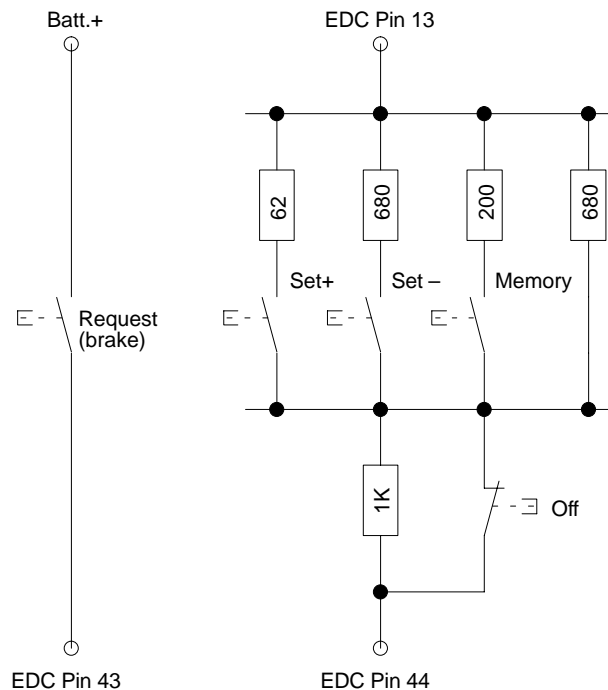 Batt.+
EDC Pin 13
62
680
200
680
Set+
Set –
Memory
Request
(brake)
1K
Off
EDC Pin 43
EDC Pin 44